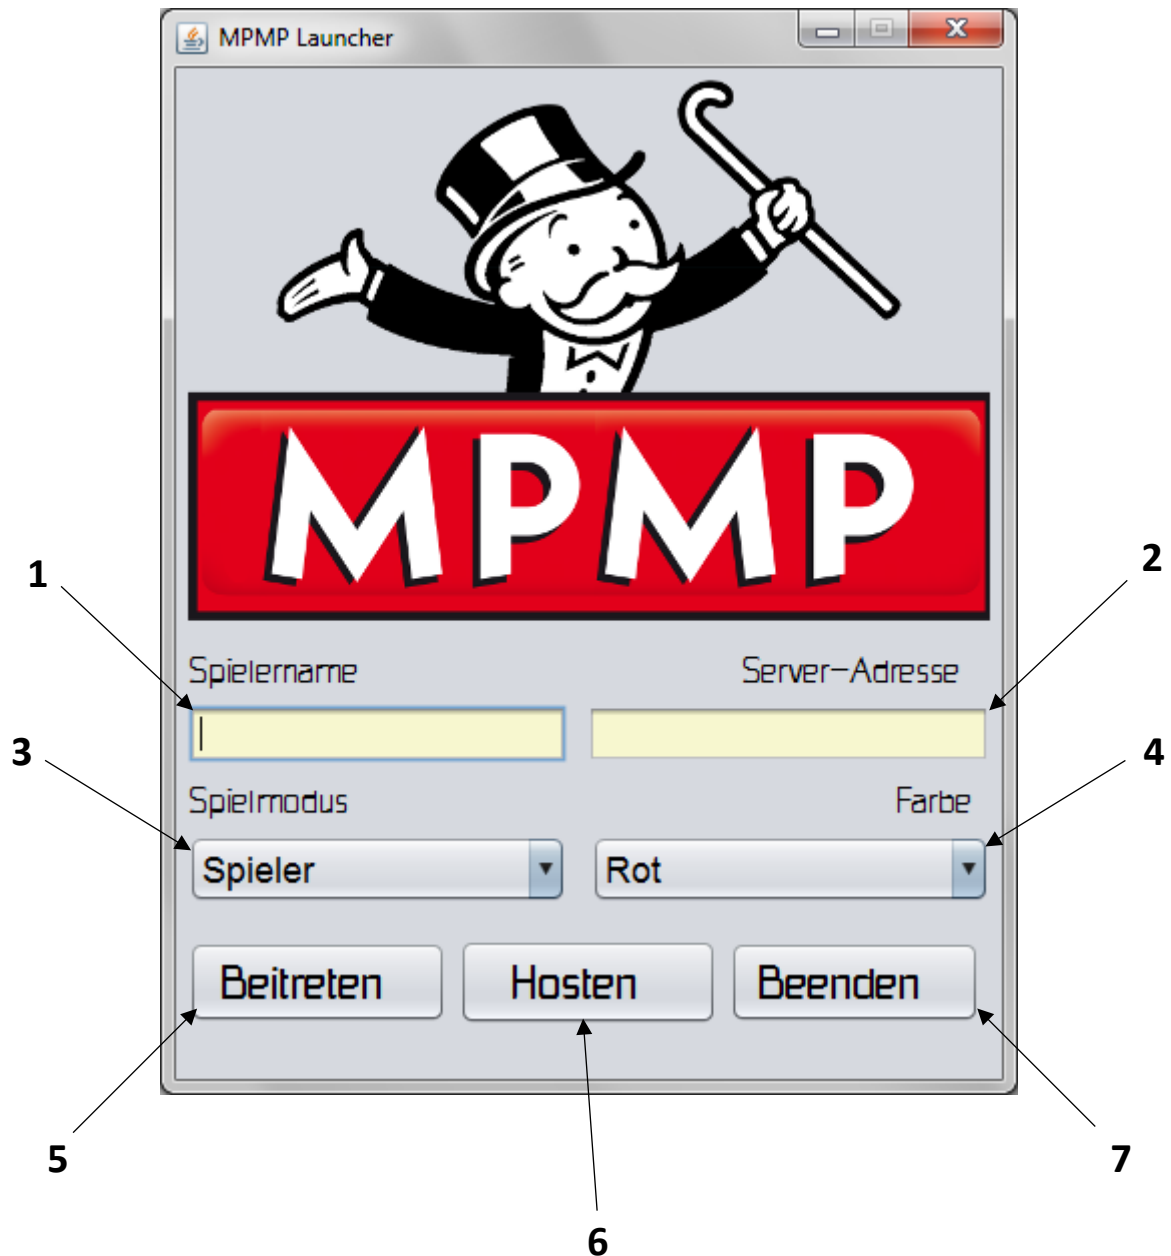 MPMP Launcher
MPMP
1
2
Spielername
Server-Adresse
3
4
Spielmodus
Farbe
Spieler
Rot
Beitreten
Hosten
Beenden
5
7
6